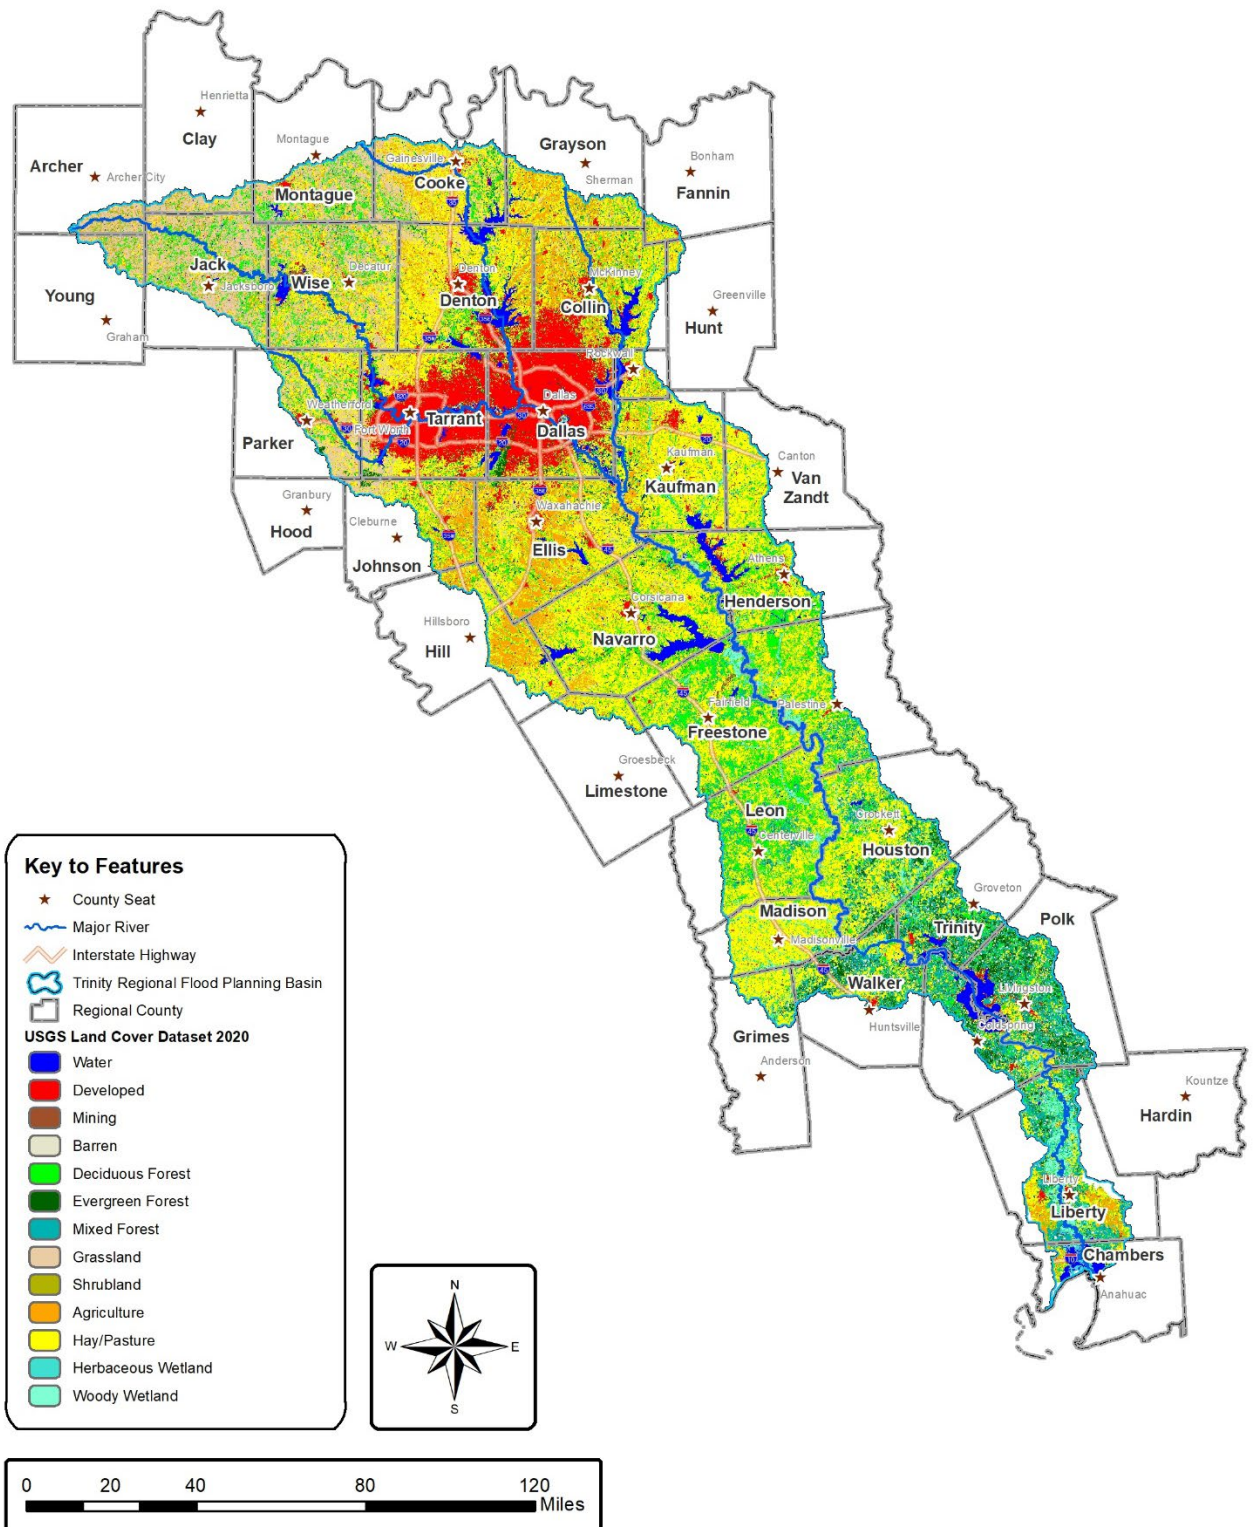 Henrietta
Clay
Montague
Archer
Archer City
Gainesville
Cooke
Grayson
Sherman
Bonham
Fannin
Montague
Jack
Jacksboro
Wise
Decatur
Denton
Denton
McKinney
Collin
Greenville
Hunt
Young
Graham
Rockwall
Weatherford
Parker
Fort Worth
Tarrant
Dallas
Dallas
Kaufman
Kaufman
Canton
Van
Zandt
Granbury
Hood
Cleburne
Johnson
Waxahachie
Ellis
Athens
Henderson
Hillsboro
Hill
Corsicana
Navarro
Fairfield
Freestone
Palestine
Groesbeck
Limestone
Leon
Centerville
Crockett
Houston
Madison
Madisonville
Groveton
Trinity
Polk
Walker
Huntsville
Livingston
Coldspring
Grimes
Anderson
Kountze
Hardin
Liberty
Liberty
Chambers
Anahuac
Key to Features
County Seat
Major River
Interstate Highway
Trinity Regional Flood Planning Basin
Regional County
USGS Land Cover Dataset 2020
Water
Developed
Mining
Barren
Deciduous Forest
Evergreen Forest
Mixed Forest
Grassland
Shrubland
Agriculture
Hay/Pasture
Herbaceous Wetland
Woody Wetland
N
W E
S
0 20 40 80 120
Miles